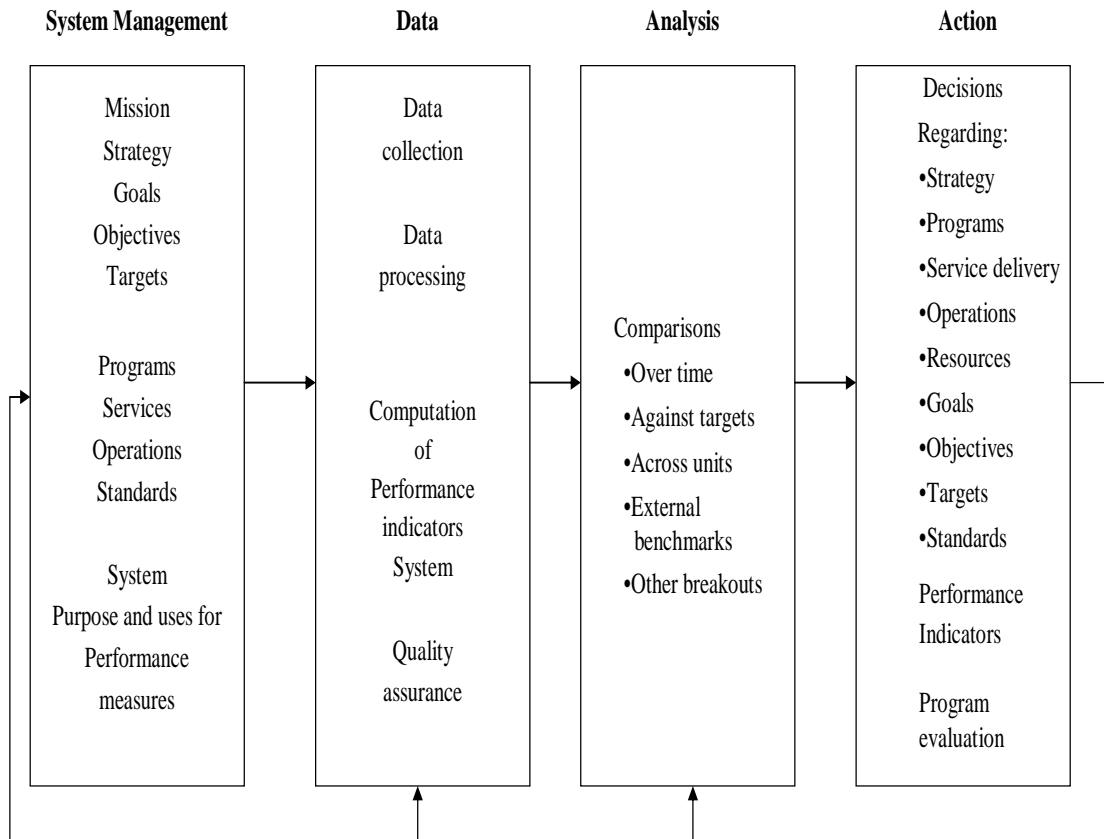 System Management
Data
Analysis
Action
Mission
Strategy
Goals
Objectives
Targets
Programs
Services
Operations
Standards
System
Purpose and uses for
Performance
measures
Data
collection
Data
processing
Computation
of
Performance
indicators
System
Quality
assurance
Comparisons
•Over time
•Against targets
•Across units
•External
benchmarks
•Other breakouts
Decisions
Regarding:
•Strategy
•Programs
•Service delivery
•Operations
•Resources
•Goals
•Objectives
•Targets
•Standards
Performance
Indicators
Program
evaluation